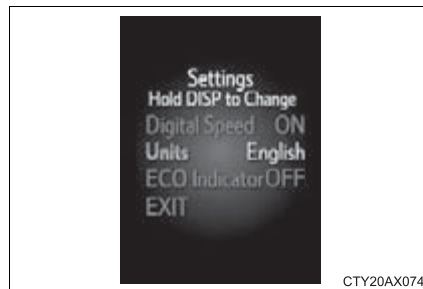 Settings
Hold DISP to Change
Digital Speed ON
Units English
ECO Indicator OFF
EXIT
CTY20AX074